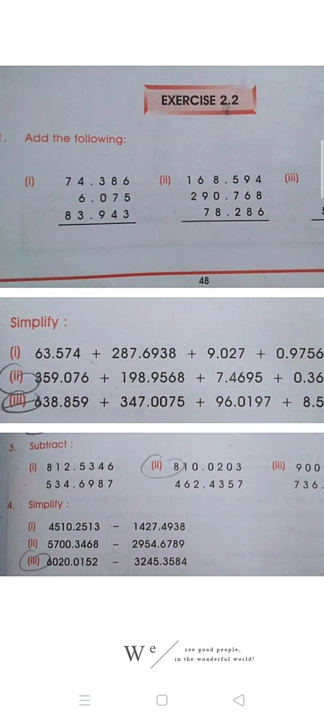 EXERCISE 2.2
1. Add the following:
(i) 74.386 (ii) 168.594 (iii)
6.075 290.768
83.943 78.286
48
Simplify :
(i) 63.574 + 287.6938 + 9.027 + 0.9756
(ii) 359.076 + 198.9568 + 7.4695 + 0.36
(iii) 638.859 + 347.0075 + 96.0197 + 8.5
3. Subtract :
(i) 812.5346 (ii) 810.0203 (iii) 900
534.6987 462.4357 736.
4. Simplify :
(i) 4510.2513 – 1427.4938
(ii) 5700.3468 – 2954.6789
(iii) 6020.0152 – 3245.3584
We
see good people,
in the wonderful world!